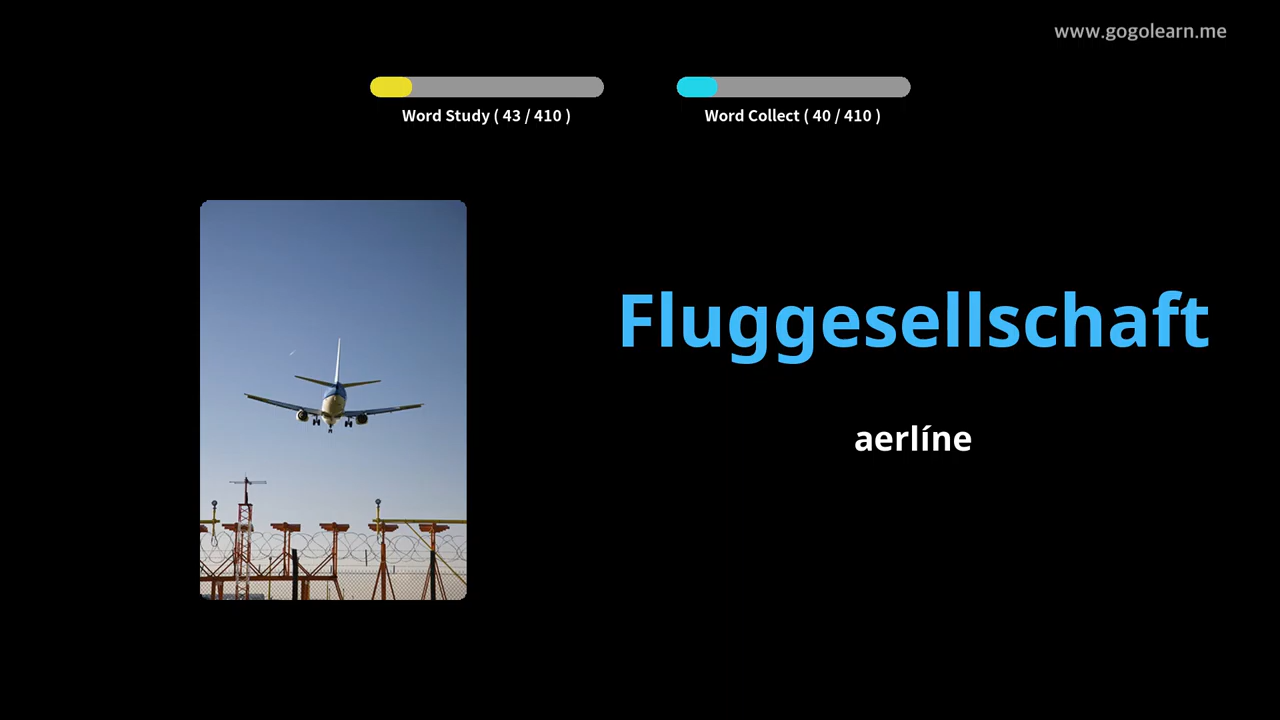 www.gogolearn.me
Word Study ( 43 / 410 )
Word Collect ( 40 / 410 )
Fluggesellschaft
aerlíne